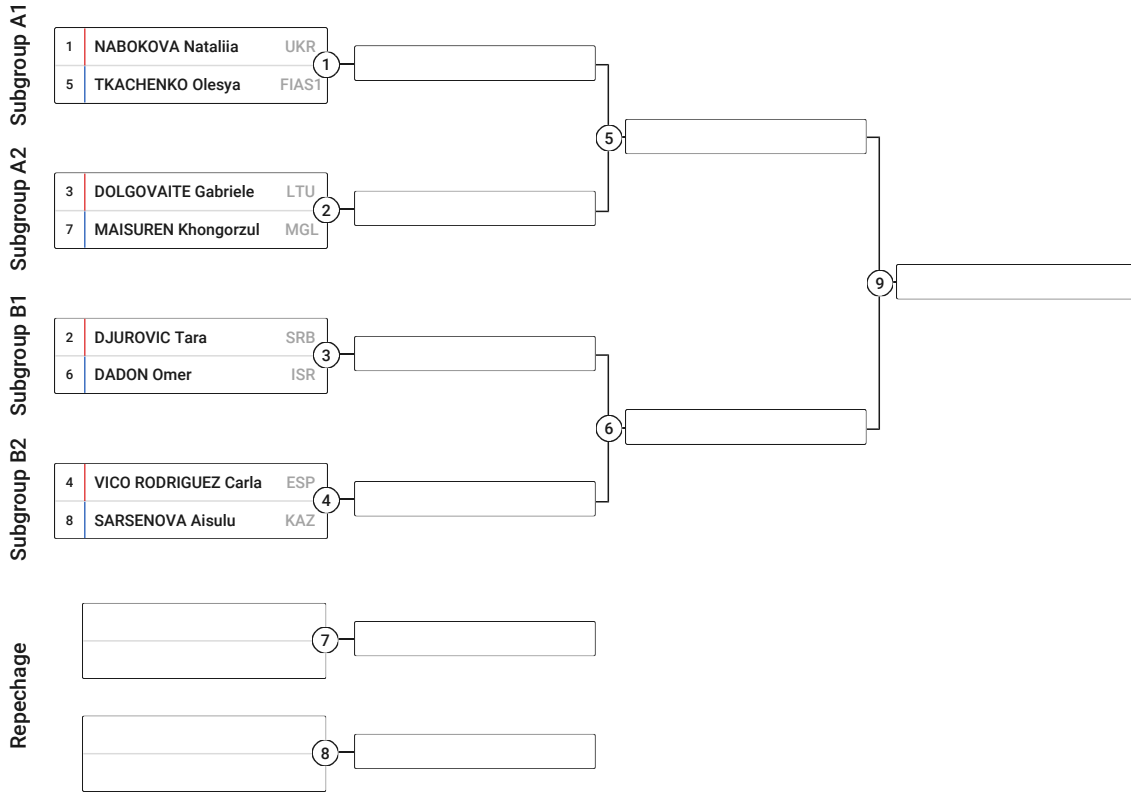 Subgroup A1
1 NABOKOVA Nataliia UKR
5 TKACHENKO Olesya FIAS1
1
5
Subgroup A2
3 DOLGOVAITE Gabriele LTU
7 MAISUREN Khongorzul MGL
2
9
Subgroup B1
2 DJUROVIC Tara SRB
6 DADON Omer ISR
3
6
Subgroup B2
4 VICO RODRIGUEZ Carla ESP
8 SARSENOVA Aisulu KAZ
4
Repechage
7
8